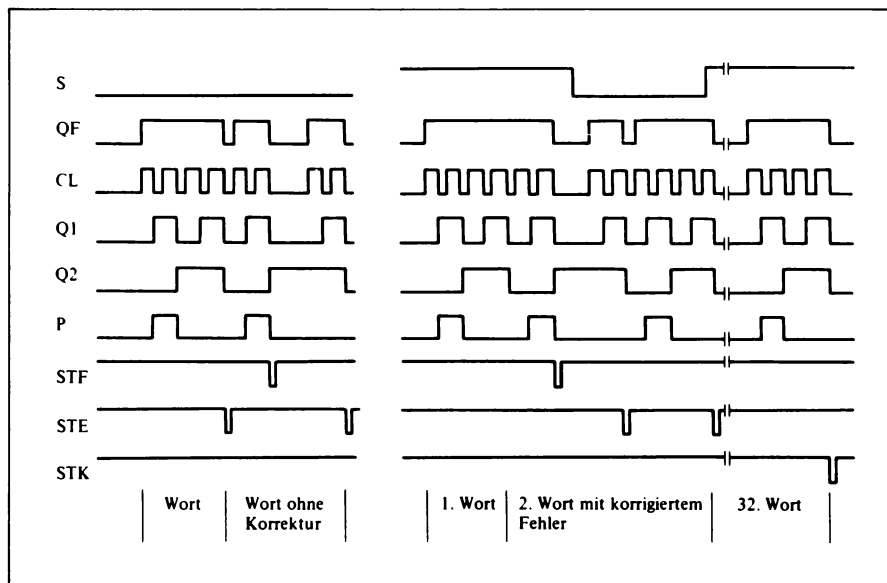 S
QF
CL
Q1
Q2
P
STF
STE
STK
Wort
Wort ohne
Korrektur
1. Wort
2. Wort mit korrigiertem
Fehler
32. Wort